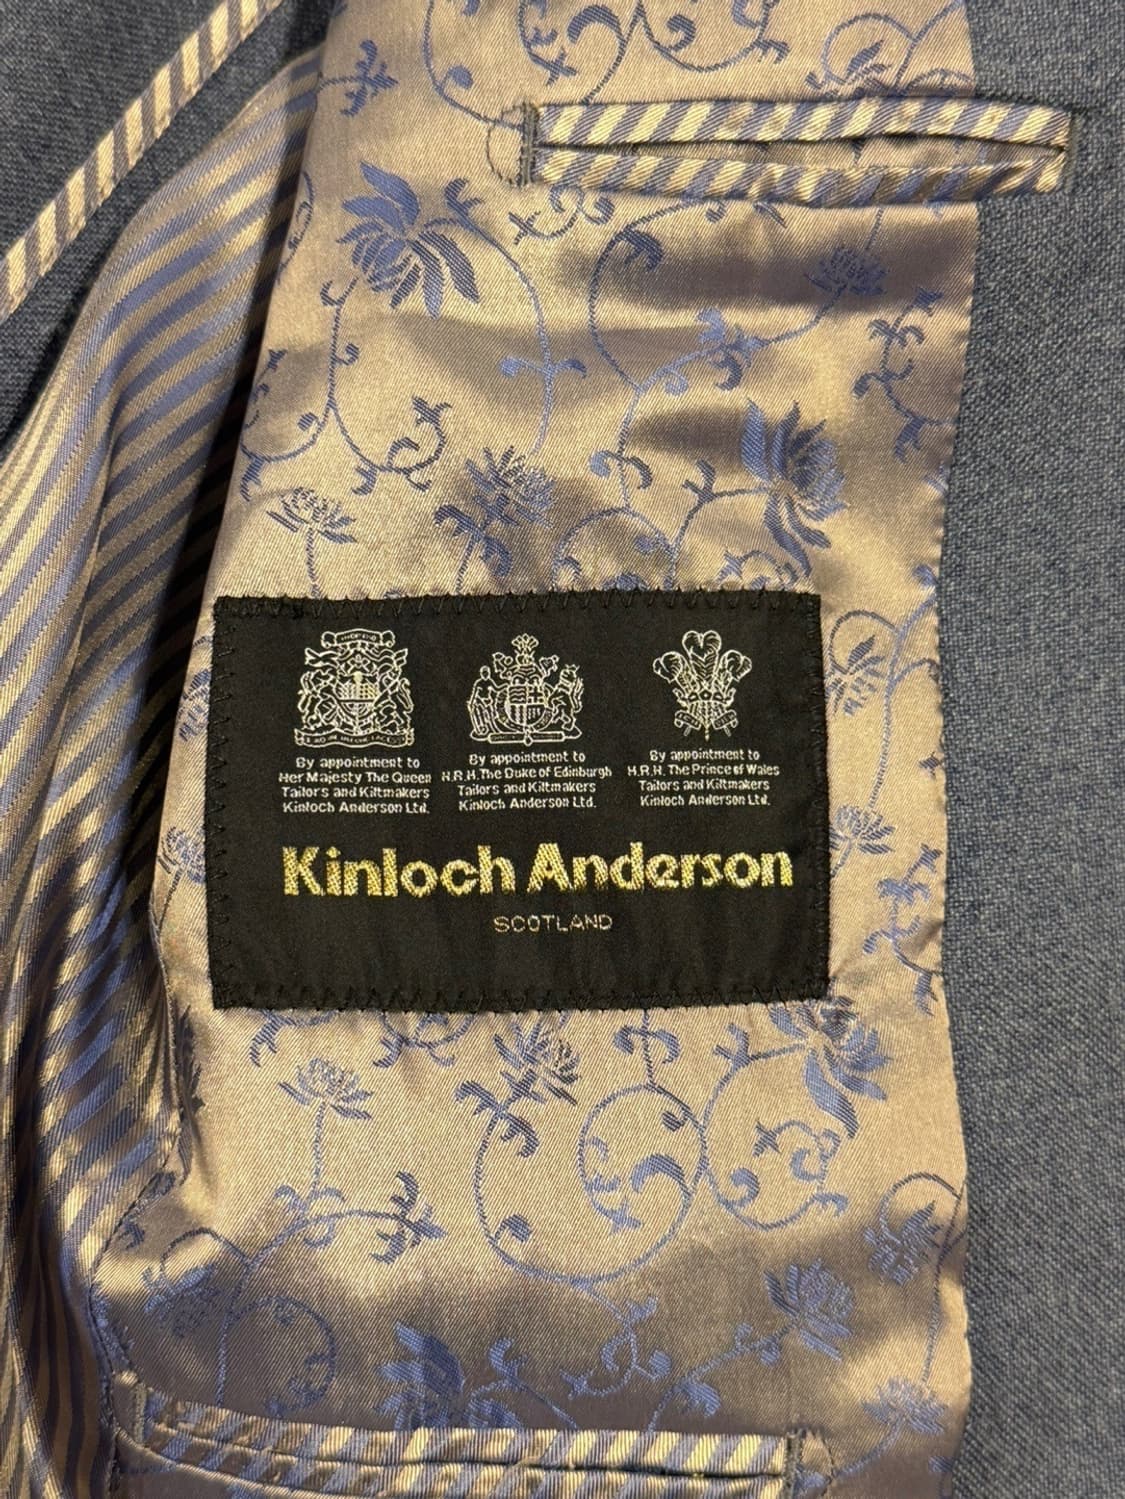 By appointment to
Her Majesty The Queen
Tailors and Kiltmakers
Kinloch Anderson Ltd.
By appointment to
H.R.H. The Duke of Edinburgh
Tailors and Kiltmakers
Kinloch Anderson Ltd.
By appointment to
H.R.H. The Prince of Wales
Tailors and Kiltmakers
Kinloch Anderson Ltd.
Kinloch Anderson
SCOTLAND